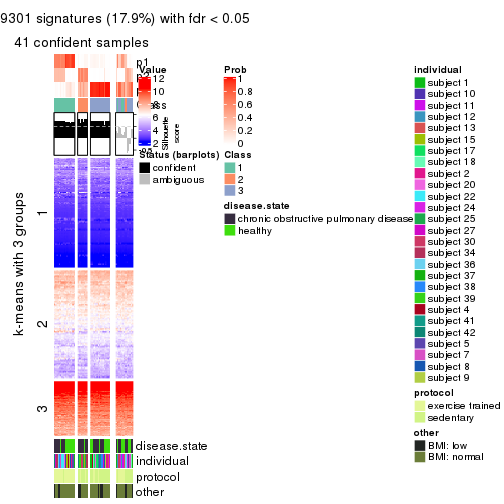 9301 signatures (17.9%) with fdr < 0.05
41 confident samples
p1
p2
Value
12
10
8
6
4
2
Silhouette
score
Prob
1
0.8
0.6
0.4
0.2
0
Status (barplots)
confident
ambiguous
Class
1
2
3
disease.state
chronic obstructive pulmonary disease
healthy
individual
subject 1
subject 10
subject 11
subject 12
subject 13
subject 15
subject 17
subject 18
subject 2
subject 20
subject 22
subject 24
subject 25
subject 27
subject 30
subject 34
subject 36
subject 37
subject 38
subject 39
subject 4
subject 41
subject 42
subject 5
subject 7
subject 8
subject 9
protocol
exercise trained
sedentary
other
BMI: low
BMI: normal
k-means with 3 groups
1
2
3
disease.state
individual
protocol
other